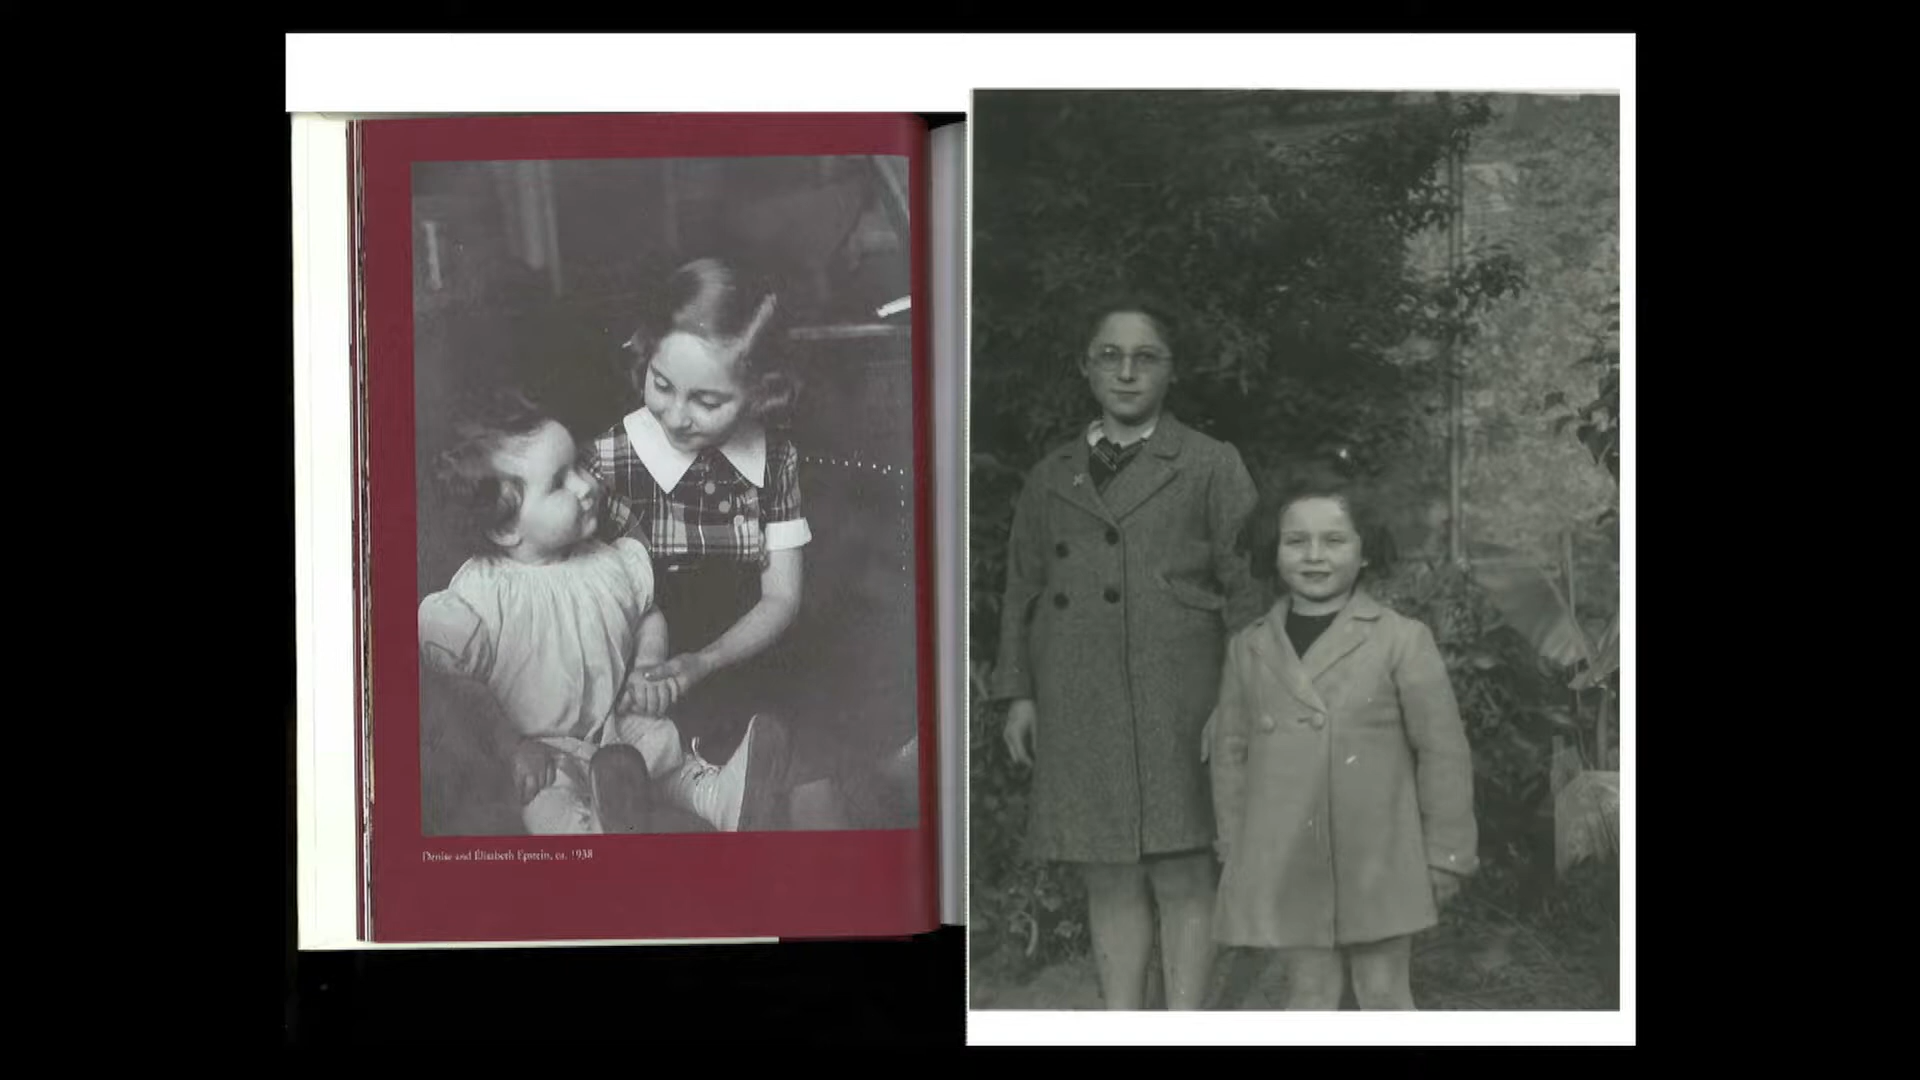 Denise and Élisabeth Epstein, ca. 1938